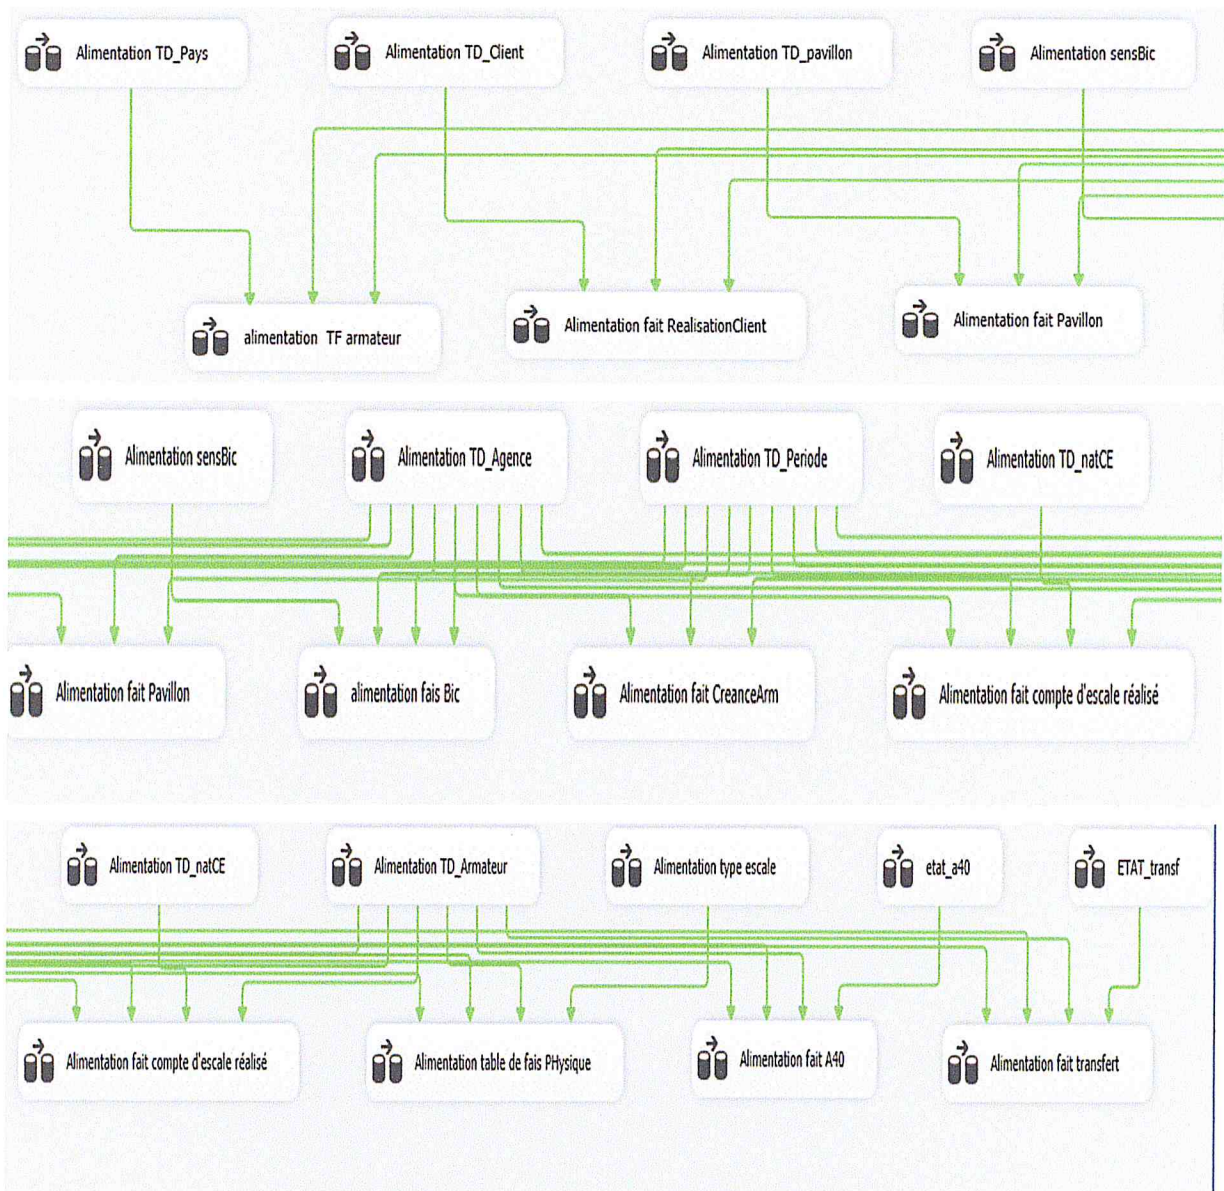 Alimentation TD_Pays
Alimentation TD_Client
Alimentation TD_pavillon
Alimentation sensBic
alimentation TF armateur
Alimentation fait RealisationClient
Alimentation fait Pavillon
Alimentation sensBic
Alimentation TD_Agence
Alimentation TD_Periode
Alimentation TD_natCE
Alimentation fait Pavillon
alimentation fais Bic
Alimentation fait CreanceArm
Alimentation fait compte d'escale réalisé
Alimentation TD_natCE
Alimentation TD_Armateur
Alimentation type escale
etat_a40
ETAT_transf
Alimentation fait compte d'escale réalisé
Alimentation table de fais PHysique
Alimentation fait A40
Alimentation fait transfert